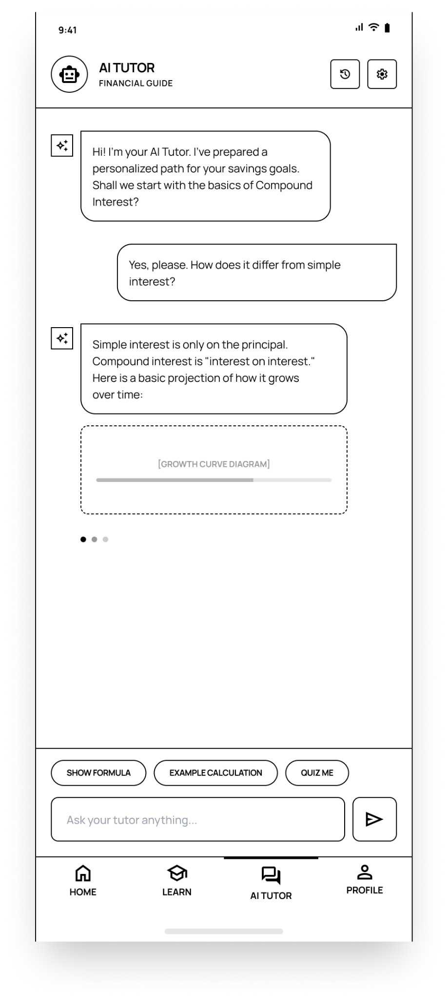 9:41
AI TUTOR
FINANCIAL GUIDE
Hi! I'm your AI Tutor. I've prepared a
personalized path for your savings goals.
Shall we start with the basics of Compound
Interest?
Yes, please. How does it differ from simple
interest?
Simple interest is only on the principal.
Compound interest is "interest on interest."
Here is a basic projection of how it grows
over time:
[GROWTH CURVE DIAGRAM]
SHOW FORMULA
EXAMPLE CALCULATION
QUIZ ME
Ask your tutor anything...
HOME
LEARN
AI TUTOR
PROFILE